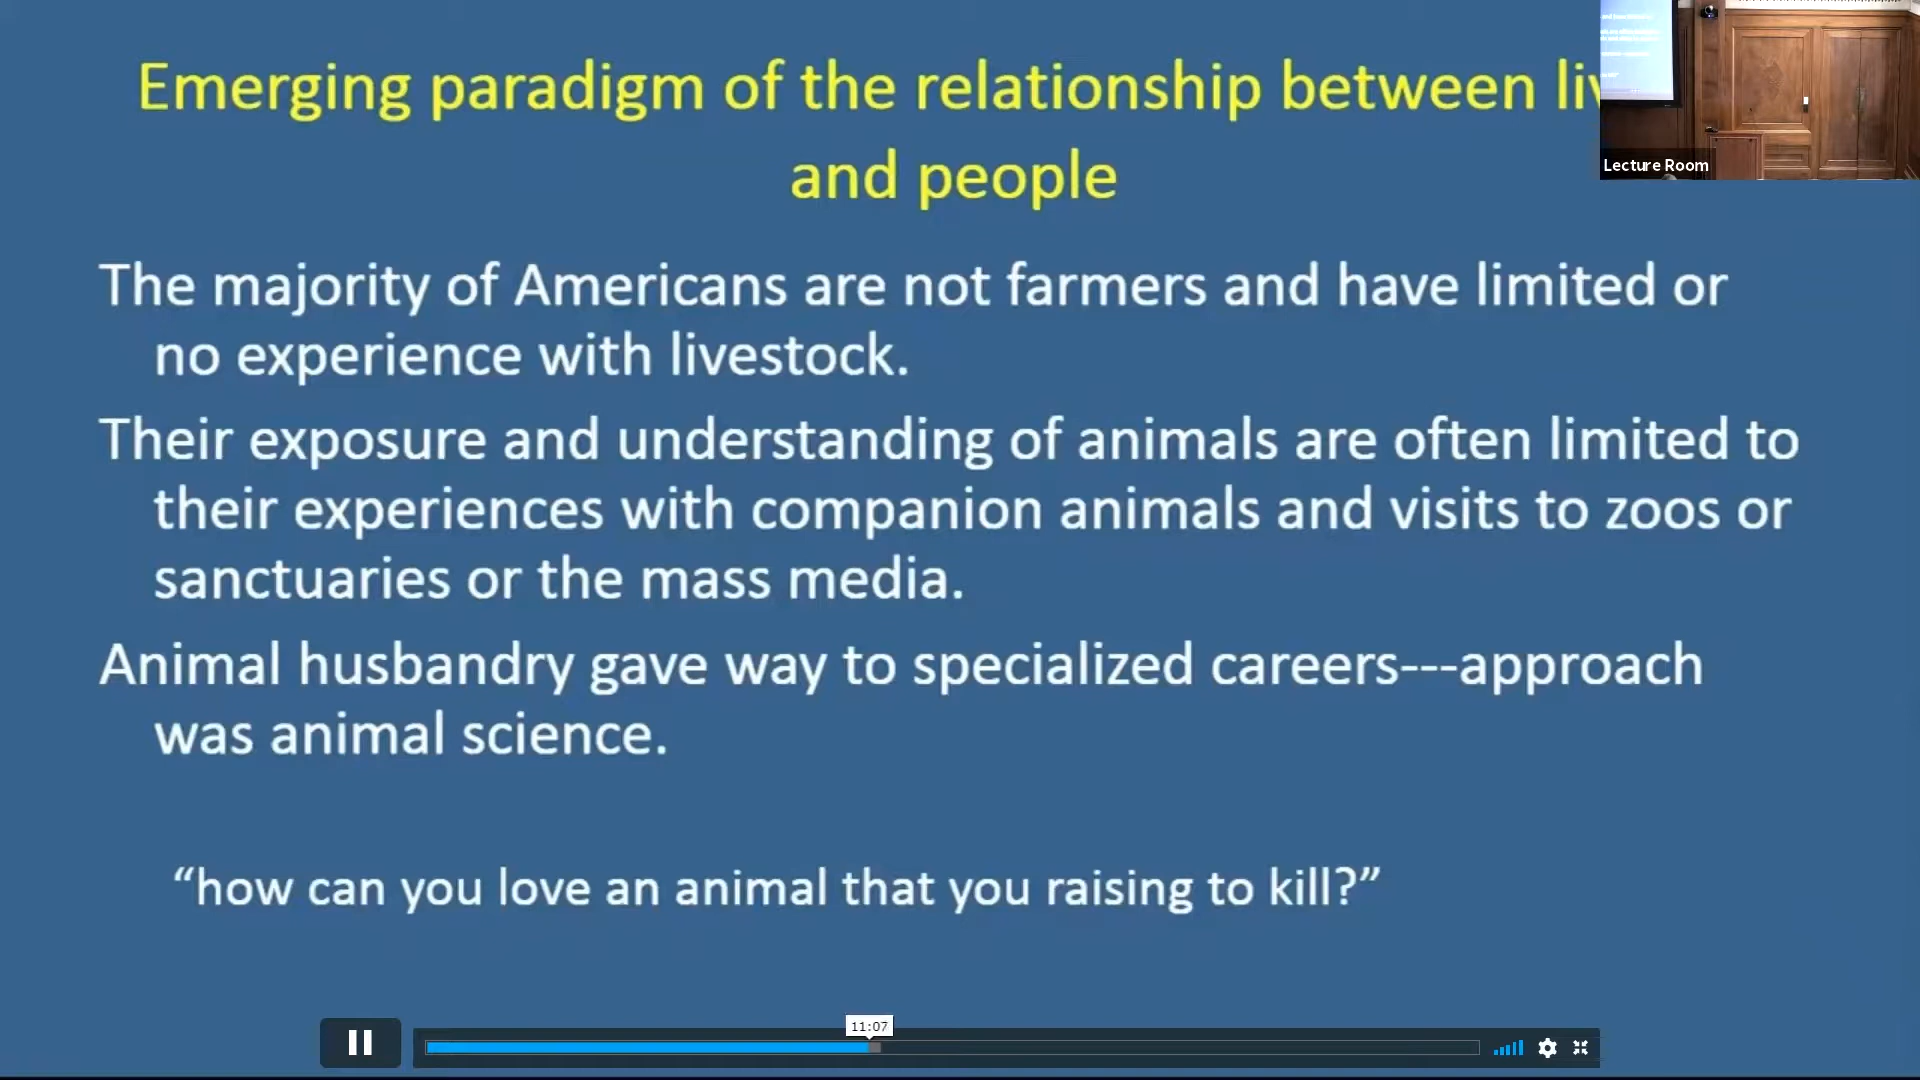 Emerging paradigm of the relationship between liv
and people
Lecture Room
The majority of Americans are not farmers and have limited or
no experience with livestock.
Their exposure and understanding of animals are often limited to
their experiences with companion animals and visits to zoos or
sanctuaries or the mass media.
Animal husbandry gave way to specialized careers---approach
was animal science.
“how can you love an animal that you raising to kill?”
11:07